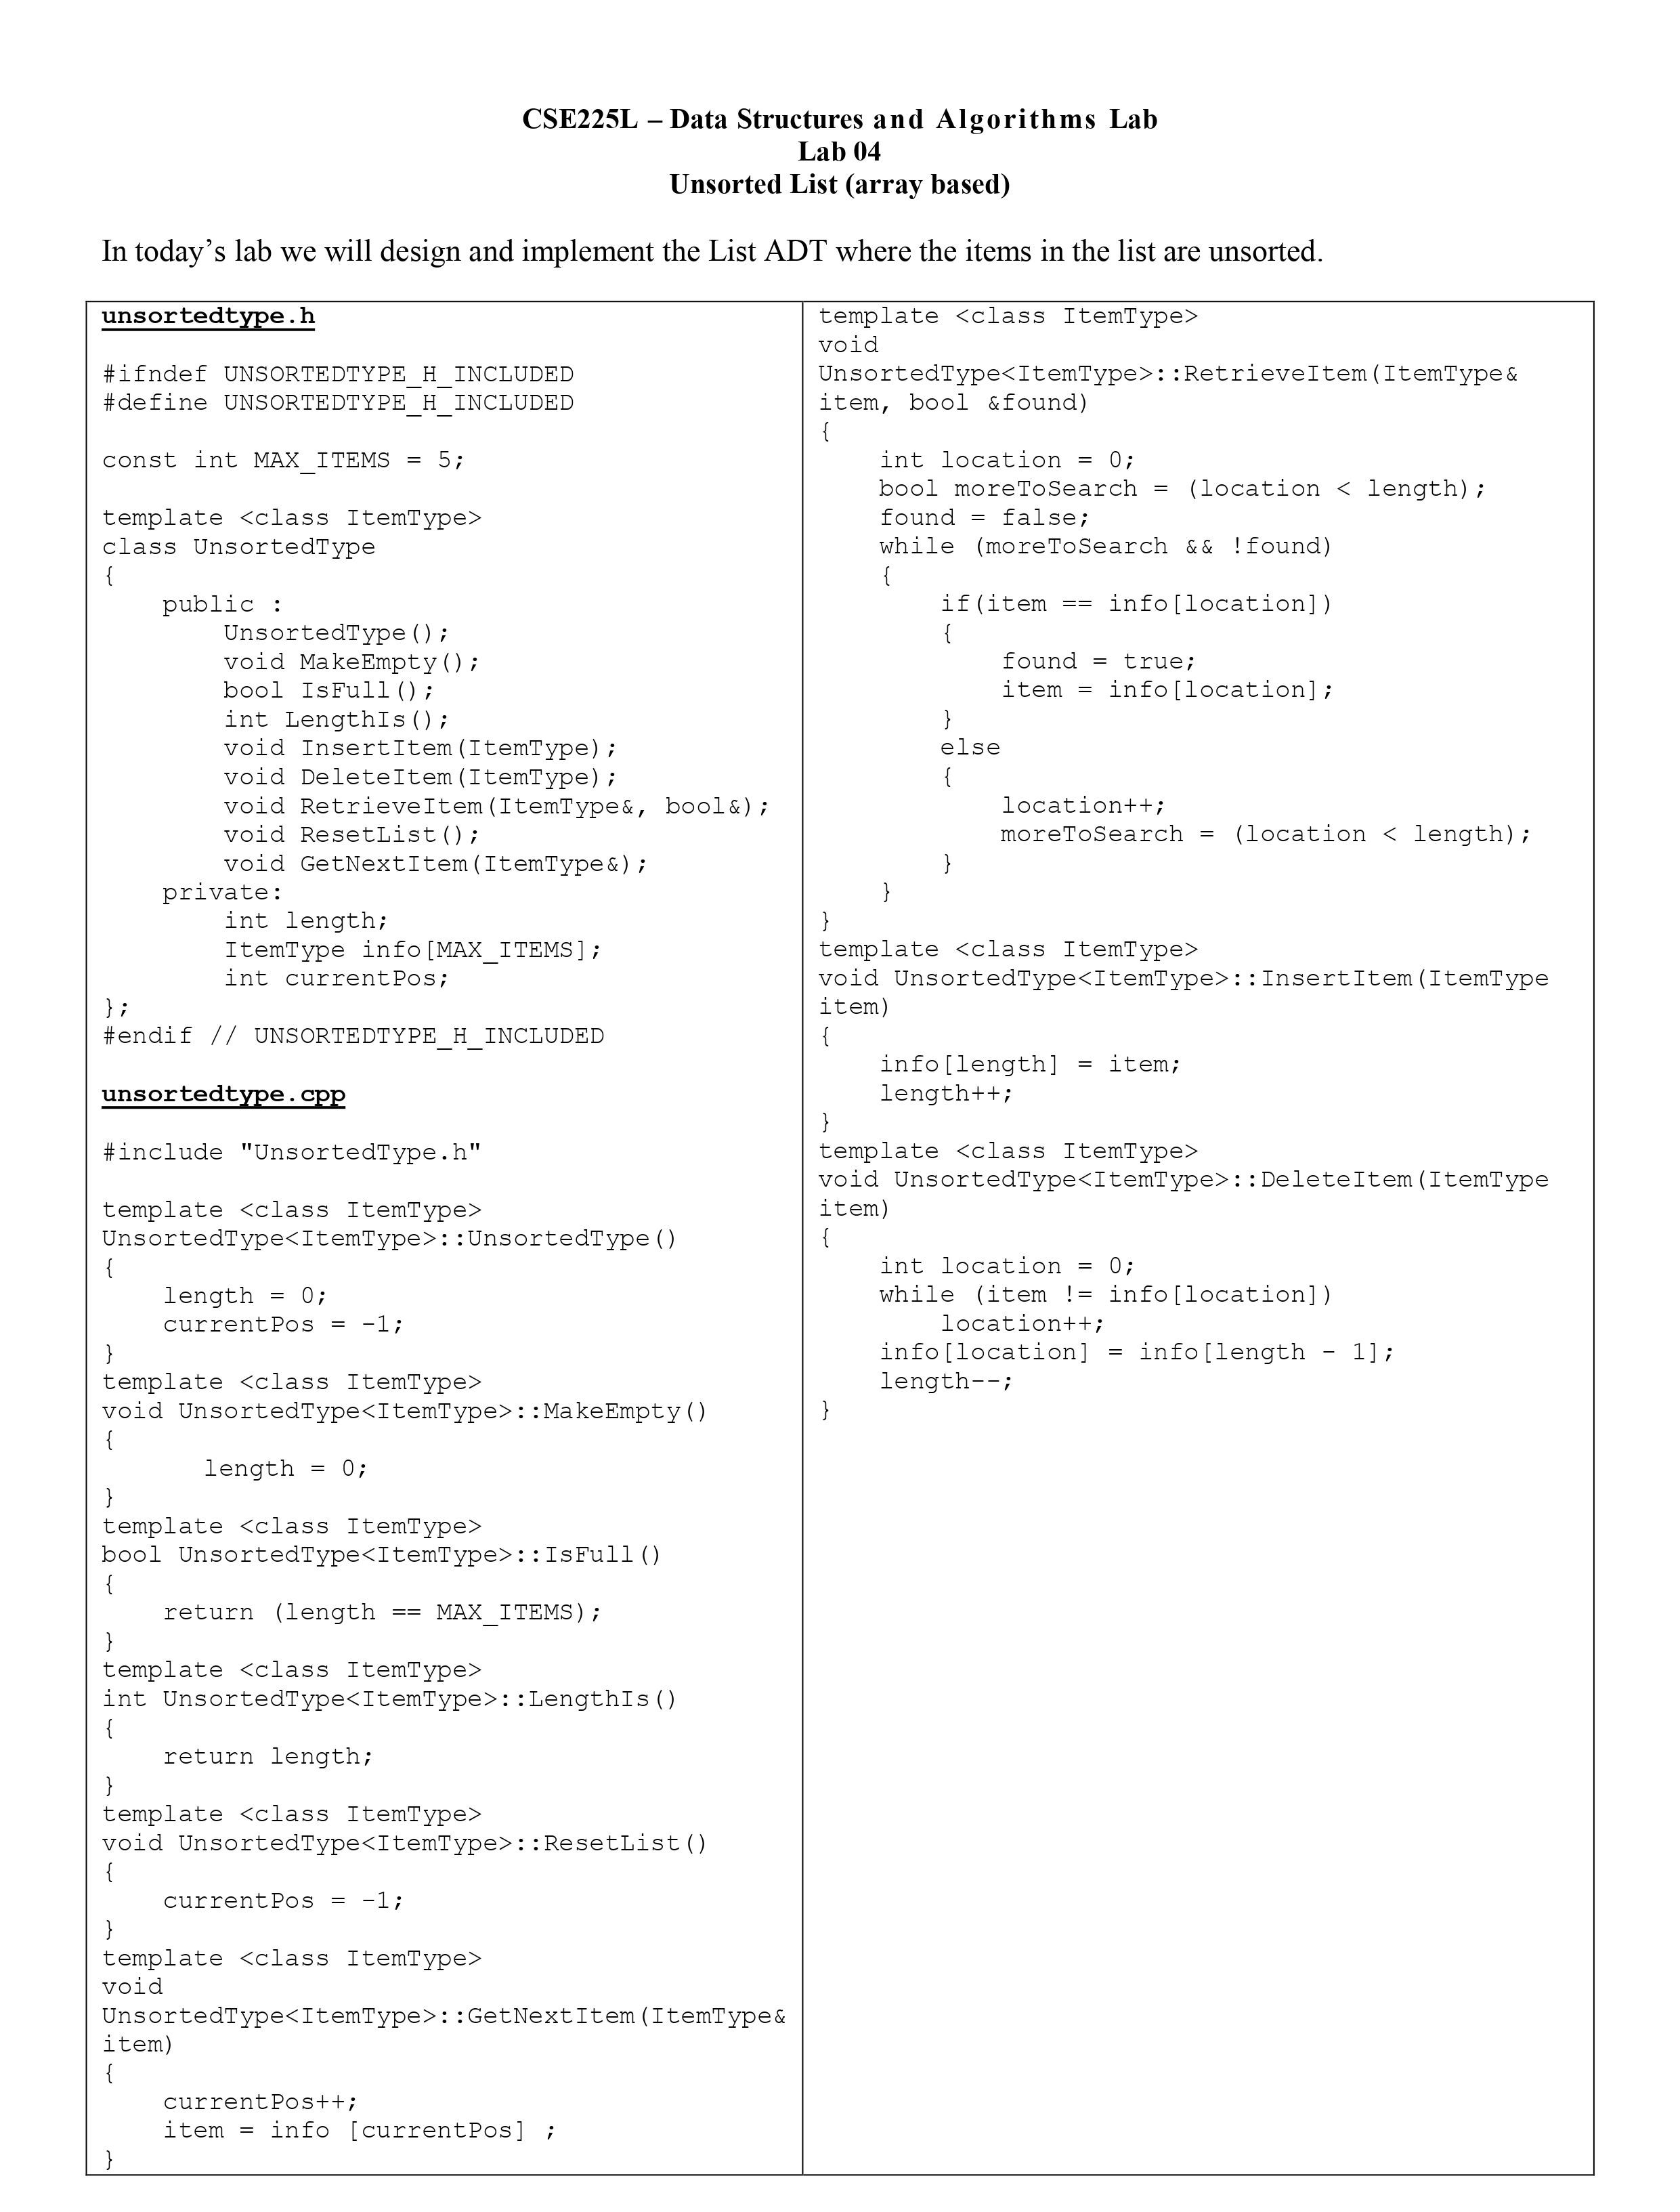 CSE225L – Data Structures and Algorithms Lab
Lab 04
Unsorted List (array based)
In today’s lab we will design and implement the List ADT where the items in the list are unsorted.
unsortedtype.h
#ifndef UNSORTEDTYPE_H_INCLUDED
#define UNSORTEDTYPE_H_INCLUDED
const int MAX_ITEMS = 5;
template <class ItemType>
class UnsortedType
{
    public :
        UnsortedType();
        void MakeEmpty();
        bool IsFull();
        int LengthIs();
        void InsertItem(ItemType);
        void DeleteItem(ItemType);
        void RetrieveItem(ItemType&, bool&);
        void ResetList();
        void GetNextItem(ItemType&);
    private:
        int length;
        ItemType info[MAX_ITEMS];
        int currentPos;
};
#endif // UNSORTEDTYPE_H_INCLUDED
unsortedtype.cpp
#include "UnsortedType.h"
template <class ItemType>
UnsortedType<ItemType>::UnsortedType()
{
    length = 0;
    currentPos = -1;
}
template <class ItemType>
void UnsortedType<ItemType>::MakeEmpty()
{
       length = 0;
}
template <class ItemType>
bool UnsortedType<ItemType>::IsFull()
{
    return (length == MAX_ITEMS);
}
template <class ItemType>
int UnsortedType<ItemType>::LengthIs()
{
    return length;
}
template <class ItemType>
void UnsortedType<ItemType>::ResetList()
{
    currentPos = -1;
}
template <class ItemType>
void
UnsortedType<ItemType>::GetNextItem(ItemType&
item)
{
    currentPos++;
    item = info [currentPos] ;
}
template <class ItemType>
void
UnsortedType<ItemType>::RetrieveItem(ItemType&
item, bool &found)
{
    int location = 0;
    bool moreToSearch = (location < length);
    found = false;
    while (moreToSearch && !found)
    {
        if(item == info[location])
        {
            found = true;
            item = info[location];
        }
        else
        {
            location++;
            moreToSearch = (location < length);
        }
    }
}
template <class ItemType>
void UnsortedType<ItemType>::InsertItem(ItemType
item)
{
    info[length] = item;
    length++;
}
template <class ItemType>
void UnsortedType<ItemType>::DeleteItem(ItemType
item)
{
    int location = 0;
    while (item != info[location])
        location++;
    info[location] = info[length - 1];
    length--;
}